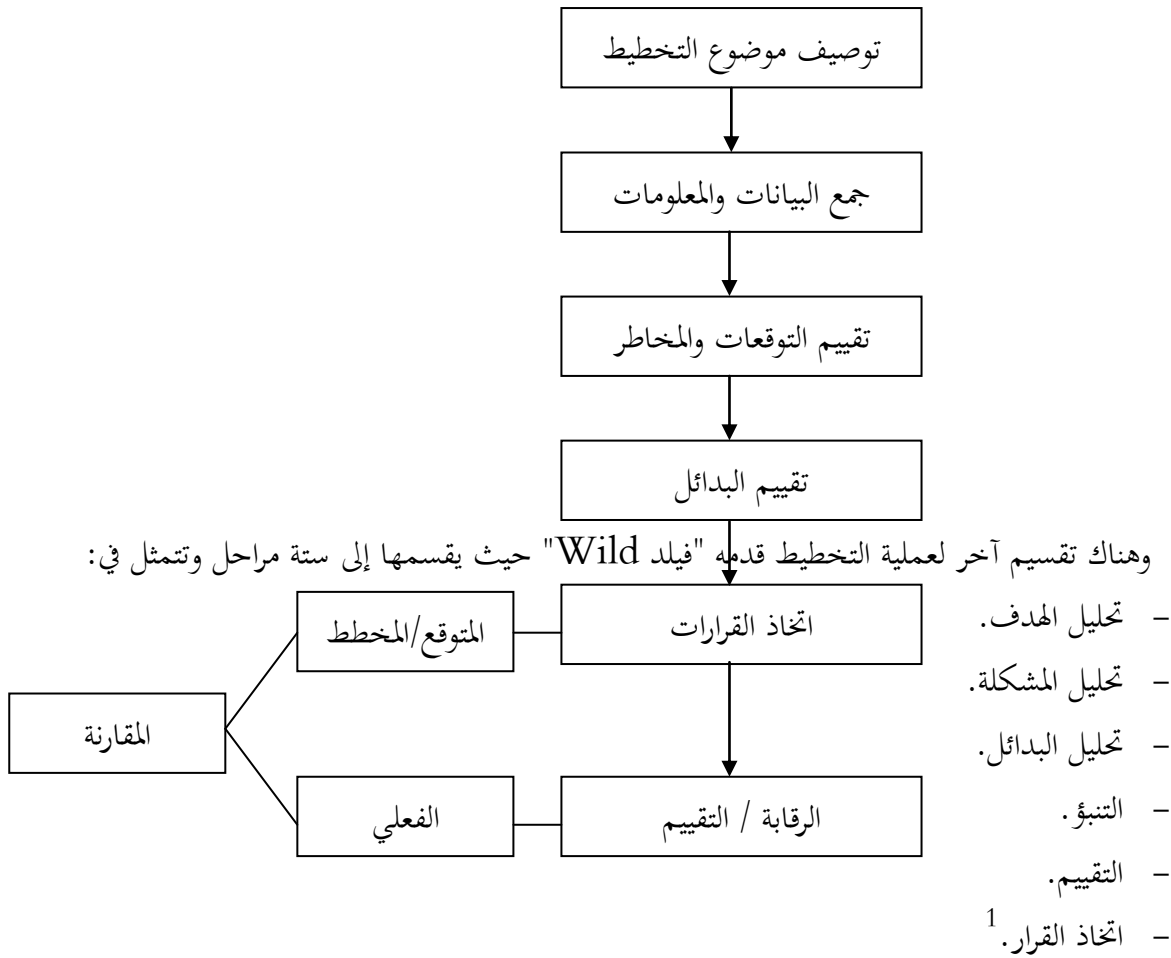 توصيف موضوع التخطيط
جمع البيانات والمعلومات
تقييم التوقعات والمخاطر
تقييم البدائل
وهناك تقسيم آخر لعملية التخطيط قدمه "فيلد Wild" حيث يقسمها إلى ستة مراحل وتتمثل في:
– تحليل الهدف.
اتخاذ القرارات
المتوقع/المخطط
– تحليل المشكلة.
المقارنة
– تحليل البدائل.
– التنبؤ.
الرقابة / التقييم
الفعلي
– التقييم.
– اتخاذ القرار.1